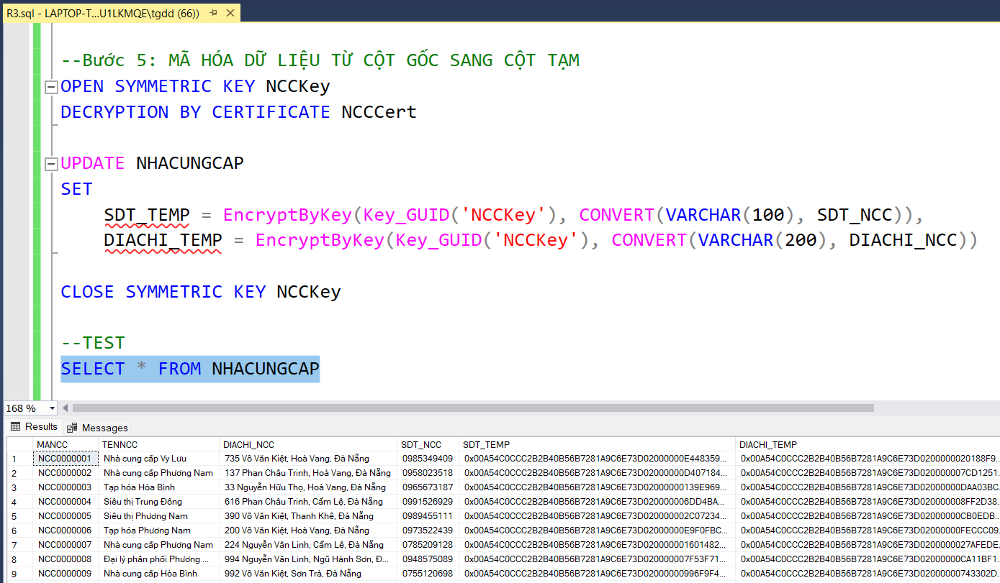 R3.sql - LAPTOP-T...U1LKMQE\tgdd (66))
--Bước 5: MÃ HÓA DỮ LIỆU TỪ CỘT GỐC SANG CỘT TẠM
OPEN SYMMETRIC KEY NCCKey
DECRYPTION BY CERTIFICATE NCCCert
UPDATE NHACUNGCAP
SET
SDT_TEMP = EncryptByKey(Key_GUID('NCCKey'), CONVERT(VARCHAR(100), SDT_NCC)),
DIACHI_TEMP = EncryptByKey(Key_GUID('NCCKey'), CONVERT(VARCHAR(200), DIACHI_NCC))
CLOSE SYMMETRIC KEY NCCKey
--TEST
SELECT * FROM NHACUNGCAP
168 %
Results Messages
MANCC TENNCC DIACHI_NCC SDT_NCC SDT_TEMP DIACHI_TEMP
1 NCC0000001 Nhà cung cấp Vy Lưu 735 Võ Văn Kiệt, Hoà Vang, Đà Nẵng 0985349409 0x00A54C0CCC2B2B40B56B7281A9C6E73D02000000E448359... 0x00A54C0CCC2B2B40B56B7281A9C6E73D0200000020188F9...
2 NCC0000002 Nhà cung cấp Phương Nam 137 Phan Châu Trinh, Hoà Vang, Đà Nẵng 0958023518 0x00A54C0CCC2B2B40B56B7281A9C6E73D02000000D407184... 0x00A54C0CCC2B2B40B56B7281A9C6E73D020000007CD1251...
3 NCC0000003 Tạp hóa Hòa Bình 33 Nguyễn Hữu Thọ, Hoà Vang, Đà Nẵng 0965673187 0x00A54C0CCC2B2B40B56B7281A9C6E73D02000000139E969... 0x00A54C0CCC2B2B40B56B7281A9C6E73D02000000DAA03BC...
4 NCC0000004 Siêu thị Trung Đông 616 Phan Châu Trinh, Cẩm Lệ, Đà Nẵng 0991526929 0x00A54C0CCC2B2B40B56B7281A9C6E73D020000006DD4BA... 0x00A54C0CCC2B2B40B56B7281A9C6E73D020000008FF2D38...
5 NCC0000005 Siêu thị Phương Nam 390 Võ Văn Kiệt, Thanh Khê, Đà Nẵng 0989455111 0x00A54C0CCC2B2B40B56B7281A9C6E73D020000002C07234... 0x00A54C0CCC2B2B40B56B7281A9C6E73D02000000CB0EDB...
6 NCC0000006 Tạp hóa Phương Nam 200 Võ Văn Kiệt, Hoà Vang, Đà Nẵng 0973522439 0x00A54C0CCC2B2B40B56B7281A9C6E73D02000000E9F0FBC... 0x00A54C0CCC2B2B40B56B7281A9C6E73D02000000FECCC09...
7 NCC0000007 Nhà cung cấp Phương Nam 224 Nguyễn Văn Linh, Cẩm Lệ, Đà Nẵng 0785209128 0x00A54C0CCC2B2B40B56B7281A9C6E73D020000001601482... 0x00A54C0CCC2B2B40B56B7281A9C6E73D0200000027AFEDE...
8 NCC0000008 Đại lý phân phối Phương ... 994 Nguyễn Văn Linh, Ngũ Hành Sơn, Đ... 0948575089 0x00A54C0CCC2B2B40B56B7281A9C6E73D020000007F53F71... 0x00A54C0CCC2B2B40B56B7281A9C6E73D02000000CA11BF1...
9 NCC0000009 Nhà cung cấp Hòa Bình 992 Võ Văn Kiệt, Sơn Trà, Đà Nẵng 0755120698 0x00A54C0CCC2B2B40B56B7281A9C6E73D02000000996F9F4... 0x00A54C0CCC2B2B40B56B7281A9C6E73D02000000743302D